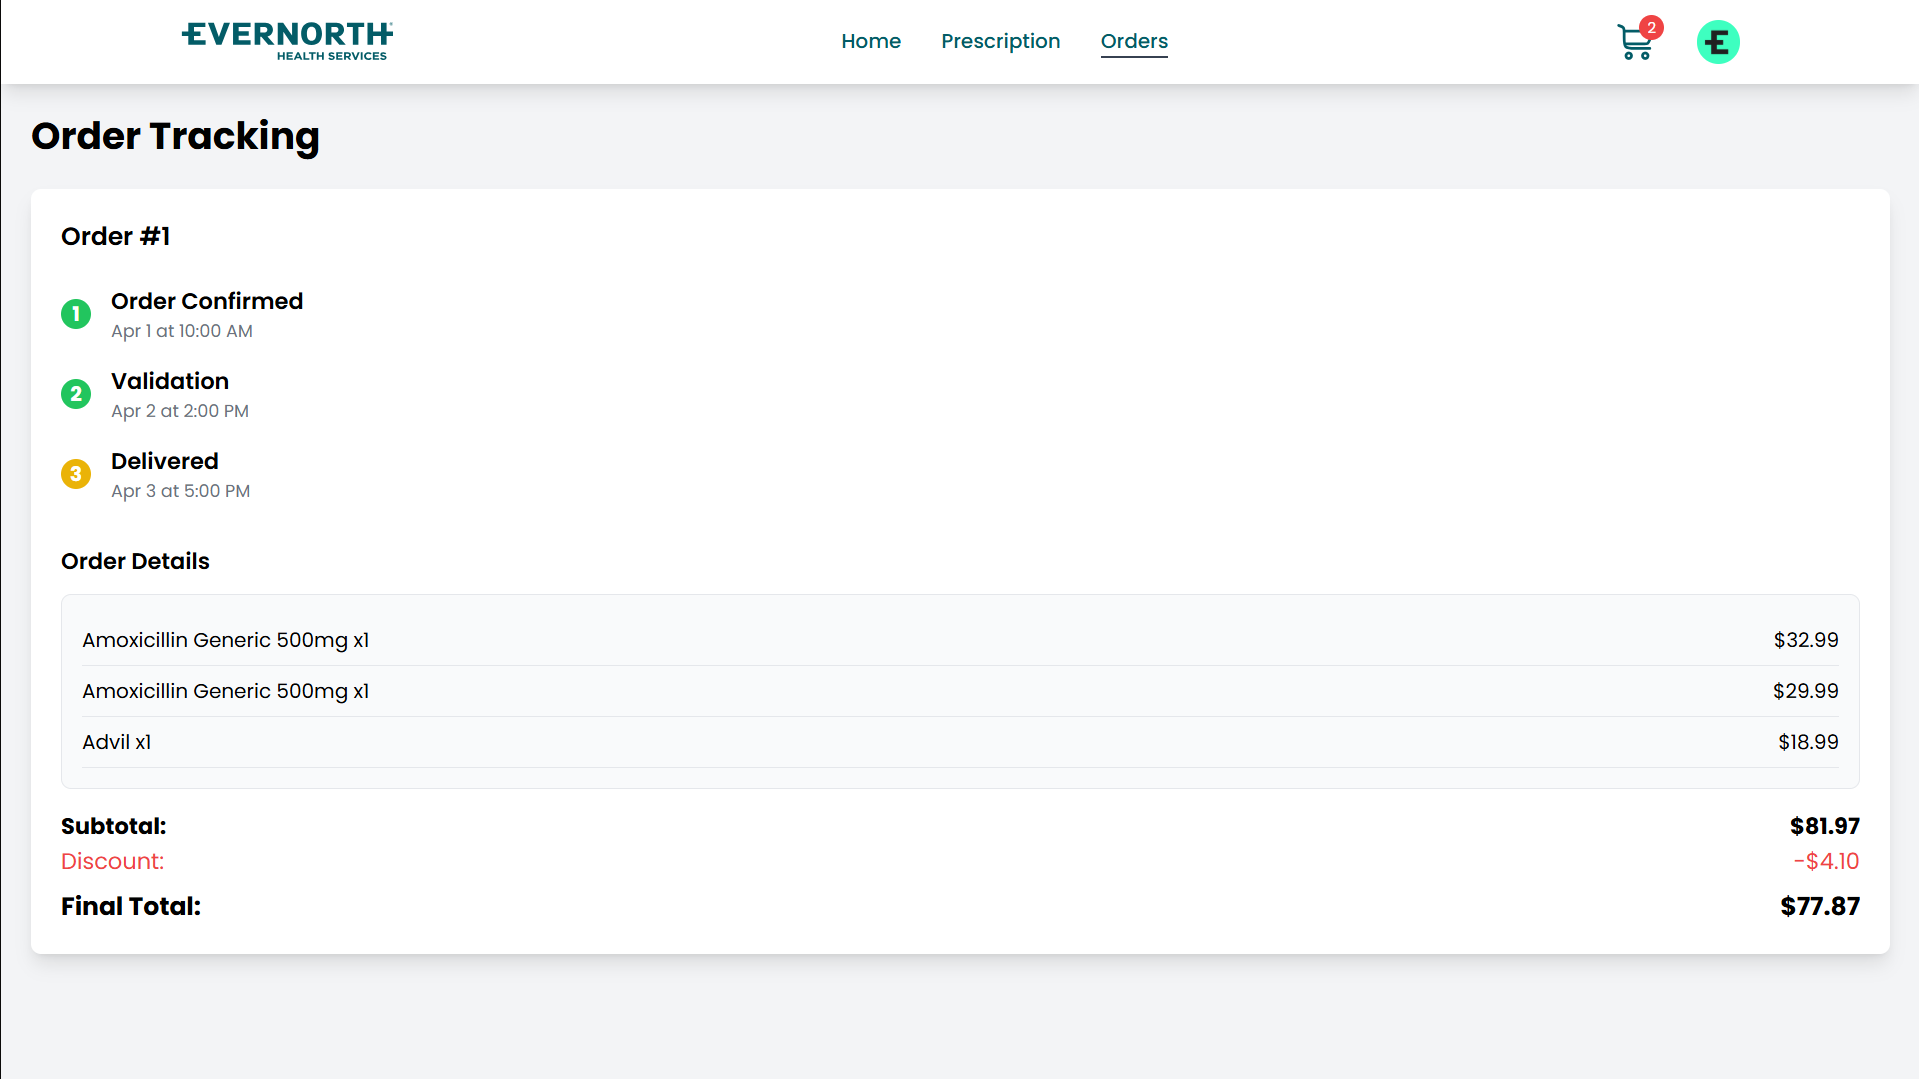 EVERNORTH
HEALTH SERVICES
Home Prescription Orders
2
Order Tracking
Order #1
1 Order Confirmed
Apr 1 at 10:00 AM
2 Validation
Apr 2 at 2:00 PM
3 Delivered
Apr 3 at 5:00 PM
Order Details
Amoxicillin Generic 500mg x1 $32.99
Amoxicillin Generic 500mg x1 $29.99
Advil x1 $18.99
Subtotal: $81.97
Discount: -$4.10
Final Total: $77.87